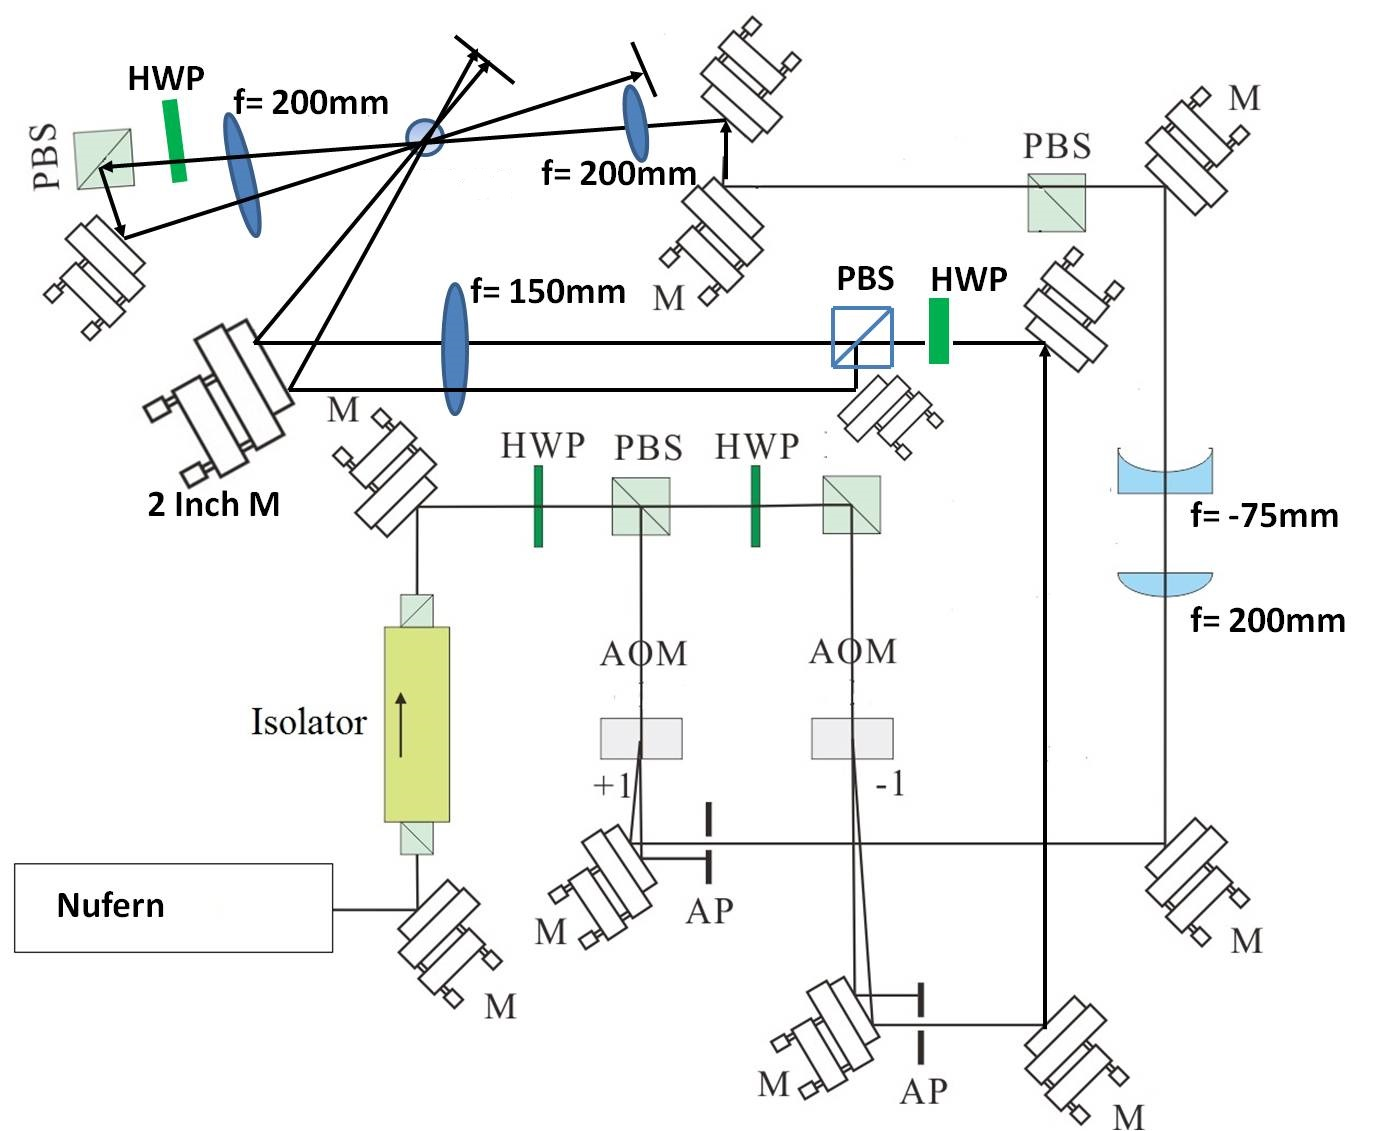 HWP
f= 200mm
M
PBS
PBS
f= 200mm
PBS
HWP
f= 150mm
M
M
2 Inch M
HWP
PBS
HWP
f= -75mm
f= 200mm
AOM
AOM
Isolator
+1
-1
Nufern
AP
M
M
M
M
AP
M